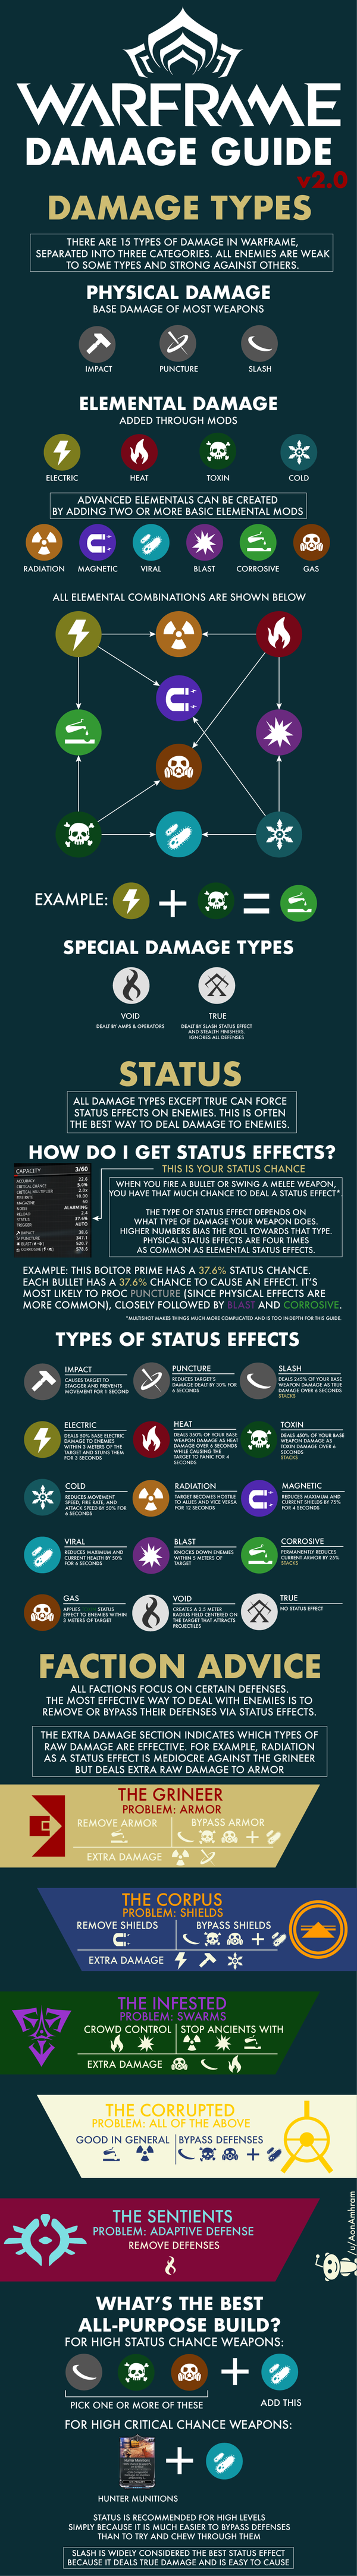 WARFRAME
DAMAGE GUIDE
v2.0
DAMAGE TYPES
THERE ARE 15 TYPES OF DAMAGE IN WARFRAME,
SEPARATED INTO THREE CATEGORIES. ALL ENEMIES ARE WEAK
TO SOME TYPES AND STRONG AGAINST OTHERS.
PHYSICAL DAMAGE
BASE DAMAGE OF MOST WEAPONS
IMPACT
PUNCTURE
SLASH
ELEMENTAL DAMAGE
ADDED THROUGH MODS
ELECTRIC
HEAT
TOXIN
COLD
ADVANCED ELEMENTALS CAN BE CREATED
BY ADDING TWO OR MORE BASIC ELEMENTAL MODS
RADIATION
MAGNETIC
VIRAL
BLAST
CORROSIVE
GAS
ALL ELEMENTAL COMBINATIONS ARE SHOWN BELOW
EXAMPLE: + =
SPECIAL DAMAGE TYPES
VOID
DEALT BY AMPS & OPERATORS
TRUE
DEALT BY SLASH STATUS EFFECT
AND STEALTH FINISHERS.
IGNORES ALL DEFENSES
STATUS
ALL DAMAGE TYPES EXCEPT TRUE CAN FORCE
STATUS EFFECTS ON ENEMIES. THIS IS OFTEN
THE BEST WAY TO DEAL DAMAGE TO ENEMIES.
HOW DO I GET STATUS EFFECTS?
CAPACITY 3/60
ACCURACY 22.6
CRITICAL CHANCE 5.0%
CRITICAL MULTIPLIER 2.0x
FIRE RATE 10.00
MAGAZINE 60
NOISE ALARMING
RELOAD 2.4
STATUS 37.6%
TRIGGER AUTO
IMPACT 38.6
PUNCTURE 347.1
BLAST 520.7
CORROSIVE 578.6
THIS IS YOUR STATUS CHANCE
WHEN YOU FIRE A BULLET OR SWING A MELEE WEAPON,
YOU HAVE THAT MUCH CHANCE TO DEAL A STATUS EFFECT*
THE TYPE OF STATUS EFFECT DEPENDS ON
WHAT TYPE OF DAMAGE YOUR WEAPON DOES.
HIGHER NUMBERS BIAS THE ROLL TOWARDS THAT TYPE.
PHYSICAL STATUS EFFECTS ARE FOUR TIMES
AS COMMON AS ELEMENTAL STATUS EFFECTS.
EXAMPLE: THIS BOLTOR PRIME HAS A 37.6% STATUS CHANCE.
EACH BULLET HAS A 37.6% CHANCE TO CAUSE AN EFFECT. IT'S
MOST LIKELY TO PROC PUNCTURE (SINCE PHYSICAL EFFECTS ARE
MORE COMMON), CLOSELY FOLLOWED BY BLAST AND CORROSIVE.
*MULTISHOT MAKES THINGS MUCH MORE COMPLICATED AND IS TOO IN-DEPTH FOR THIS GUIDE.
TYPES OF STATUS EFFECTS
IMPACT
CAUSES TARGET TO
STAGGER AND PREVENTS
MOVEMENT FOR 1 SECOND
PUNCTURE
REDUCES TARGET'S
DAMAGE DEALT BY 30% FOR
6 SECONDS
SLASH
DEALS 245% OF YOUR BASE
WEAPON DAMAGE AS TRUE
DAMAGE OVER 6 SECONDS
STACKS
ELECTRIC
DEALS 50% BASE ELECTRIC
DAMAGE TO ENEMIES
WITHIN 3 METERS OF THE
TARGET AND STUNS THEM
FOR 3 SECONDS
HEAT
DEALS 350% OF YOUR BASE
WEAPON DAMAGE AS HEAT
DAMAGE OVER 6 SECONDS
WHILE CAUSING THE
TARGET TO PANIC FOR 4
SECONDS
TOXIN
DEALS 450% OF YOUR BASE
WEAPON DAMAGE AS
TOXIN DAMAGE OVER 6
SECONDS
STACKS
COLD
REDUCES MOVEMENT
SPEED, FIRE RATE, AND
ATTACK SPEED BY 50% FOR
6 SECONDS
RADIATION
TARGET BECOMES HOSTILE
TO ALLIES AND VICE VERSA
FOR 12 SECONDS
MAGNETIC
REDUCES MAXIMUM AND
CURRENT SHIELDS BY 75%
FOR 4 SECONDS
VIRAL
REDUCES MAXIMUM AND
CURRENT HEALTH BY 50%
FOR 6 SECONDS
BLAST
KNOCKS DOWN ENEMIES
WITHIN 5 METERS OF
TARGET
CORROSIVE
PERMANENTLY REDUCES
CURRENT ARMOR BY 25%
STACKS
GAS
APPLIES TOXIN STATUS
EFFECT TO ENEMIES WITHIN
3 METERS OF TARGET
VOID
CREATES A 2.5 METER
RADIUS FIELD CENTERED ON
THE TARGET THAT ATTRACTS
PROJECTILES
TRUE
NO STATUS EFFECT
FACTION ADVICE
ALL FACTIONS FOCUS ON CERTAIN DEFENSES.
THE MOST EFFECTIVE WAY TO DEAL WITH ENEMIES IS TO
REMOVE OR BYPASS THEIR DEFENSES VIA STATUS EFFECTS.
THE EXTRA DAMAGE SECTION INDICATES WHICH TYPES OF
RAW DAMAGE ARE EFFECTIVE. FOR EXAMPLE, RADIATION
AS A STATUS EFFECT IS MEDIOCRE AGAINST THE GRINEER
BUT DEALS EXTRA RAW DAMAGE TO ARMOR
THE GRINEER
PROBLEM: ARMOR
REMOVE ARMOR
BYPASS ARMOR
+
EXTRA DAMAGE
THE CORPUS
PROBLEM: SHIELDS
REMOVE SHIELDS
BYPASS SHIELDS
+
EXTRA DAMAGE
THE INFESTED
PROBLEM: SWARMS
CROWD CONTROL
STOP ANCIENTS WITH
EXTRA DAMAGE
THE CORRUPTED
PROBLEM: ALL OF THE ABOVE
GOOD IN GENERAL
BYPASS DEFENSES
+
THE SENTIENTS
PROBLEM: ADAPTIVE DEFENSE
REMOVE DEFENSES
/u/AonAmhram
WHAT'S THE BEST
ALL-PURPOSE BUILD?
FOR HIGH STATUS CHANCE WEAPONS:
+
PICK ONE OR MORE OF THESE
ADD THIS
FOR HIGH CRITICAL CHANCE WEAPONS:
Hunter Munitions
+
HUNTER MUNITIONS
STATUS IS RECOMMENDED FOR HIGH LEVELS
SIMPLY BECAUSE IT IS MUCH EASIER TO BYPASS DEFENSES
THAN TO TRY AND CHEW THROUGH THEM
SLASH IS WIDELY CONSIDERED THE BEST STATUS EFFECT
BECAUSE IT DEALS TRUE DAMAGE AND IS EASY TO CAUSE